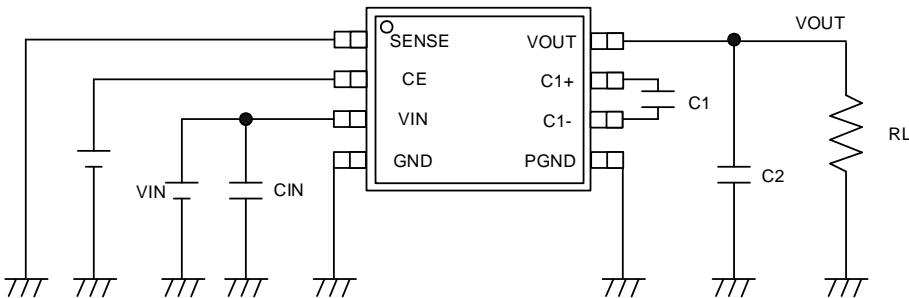 VOUT
SENSE
VOUT
CE
C1+
C1
VIN
C1-
RL
GND
PGND
VIN
CIN
C2